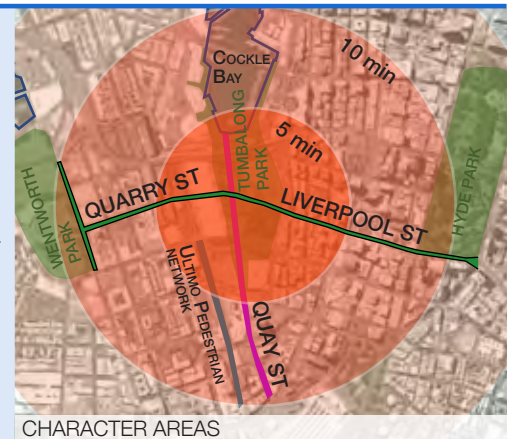 COCKLE
BAY
10 min
5 min
TUMBALONG
PARK
HYDE PARK
WENTWORTH
PARK
QUARRY ST
LIVERPOOL ST
ULTIMO PEDESTRIAN
NETWORK
QUAY ST
CHARACTER AREAS